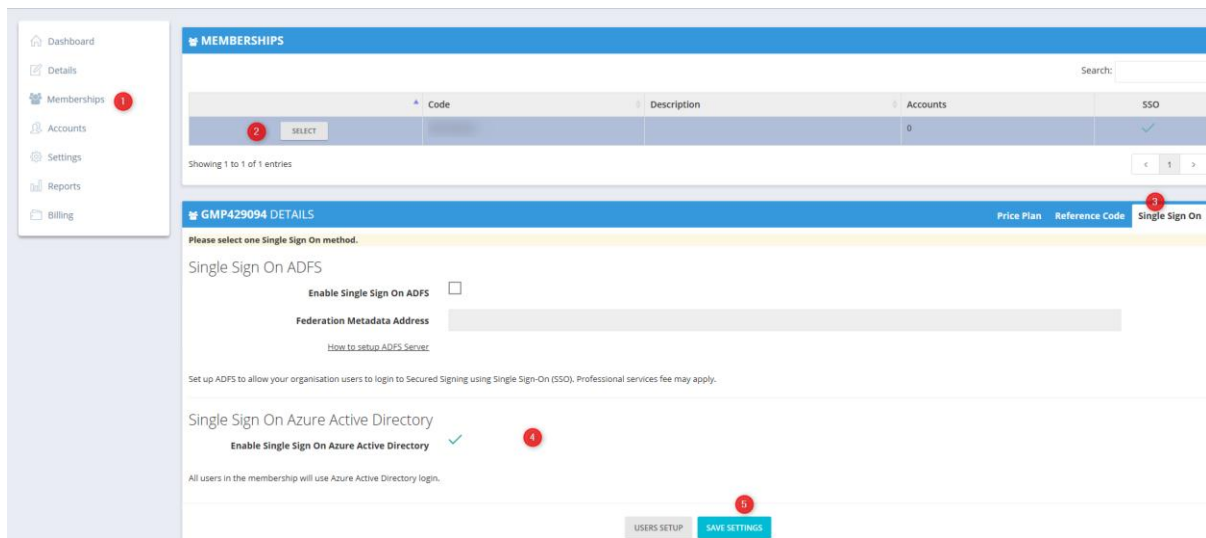 Dashboard
Details
Memberships 1
Accounts
Settings
Reports
Billing
MEMBERSHIPS
Search:
Code Description Accounts SSO
2 SELECT 0
Showing 1 to 1 of 1 entries
< 1 >
3
GMP429094 DETAILS Price Plan Reference Code Single Sign On
Please select one Single Sign On method.
Single Sign On ADFS
Enable Single Sign On ADFS
Federation Metadata Address
How to setup ADFS Server
Set up ADFS to allow your organisation users to login to Secured Signing using Single Sign-On (SSO), Professional services fee may apply.
Single Sign On Azure Active Directory
Enable Single Sign On Azure Active Directory 4
All users in the membership will use Azure Active Directory login.
5
USERS SETUP SAVE SETTINGS